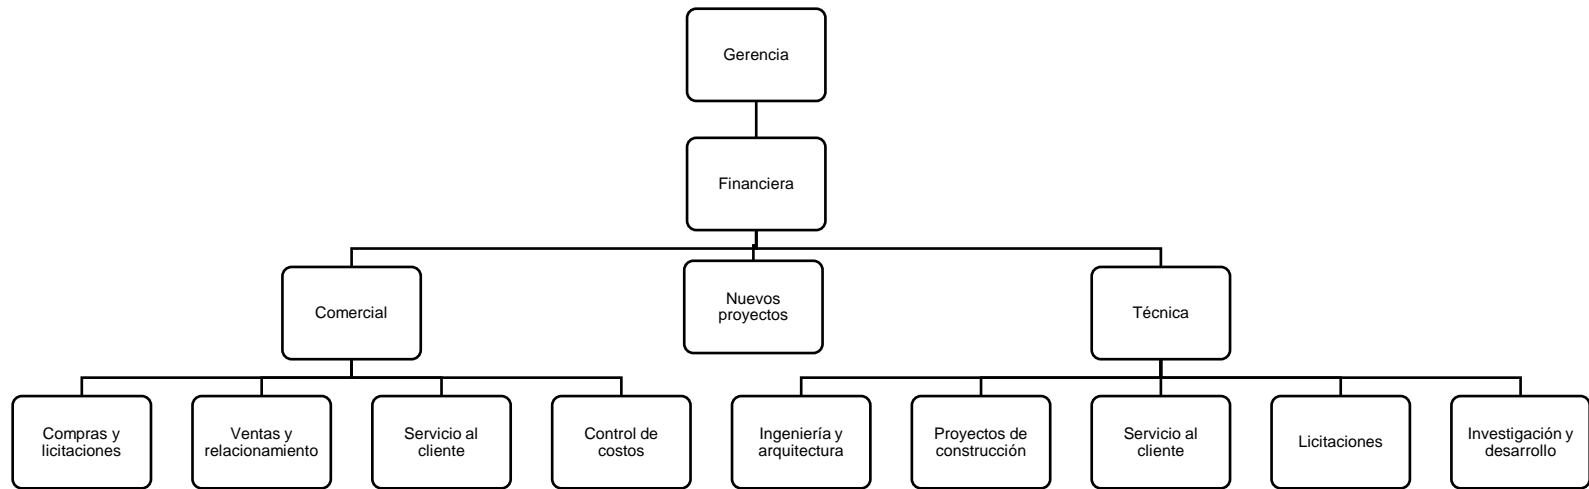 Gerencia
Financiera
Comercial
Nuevos
proyectos
Técnica
Compras y
licitaciones
Ventas y
relacionamiento
Servicio al
cliente
Control de
costos
Ingeniería y
arquitectura
Proyectos de
construcción
Servicio al
cliente
Licitaciones
Investigación y
desarrollo